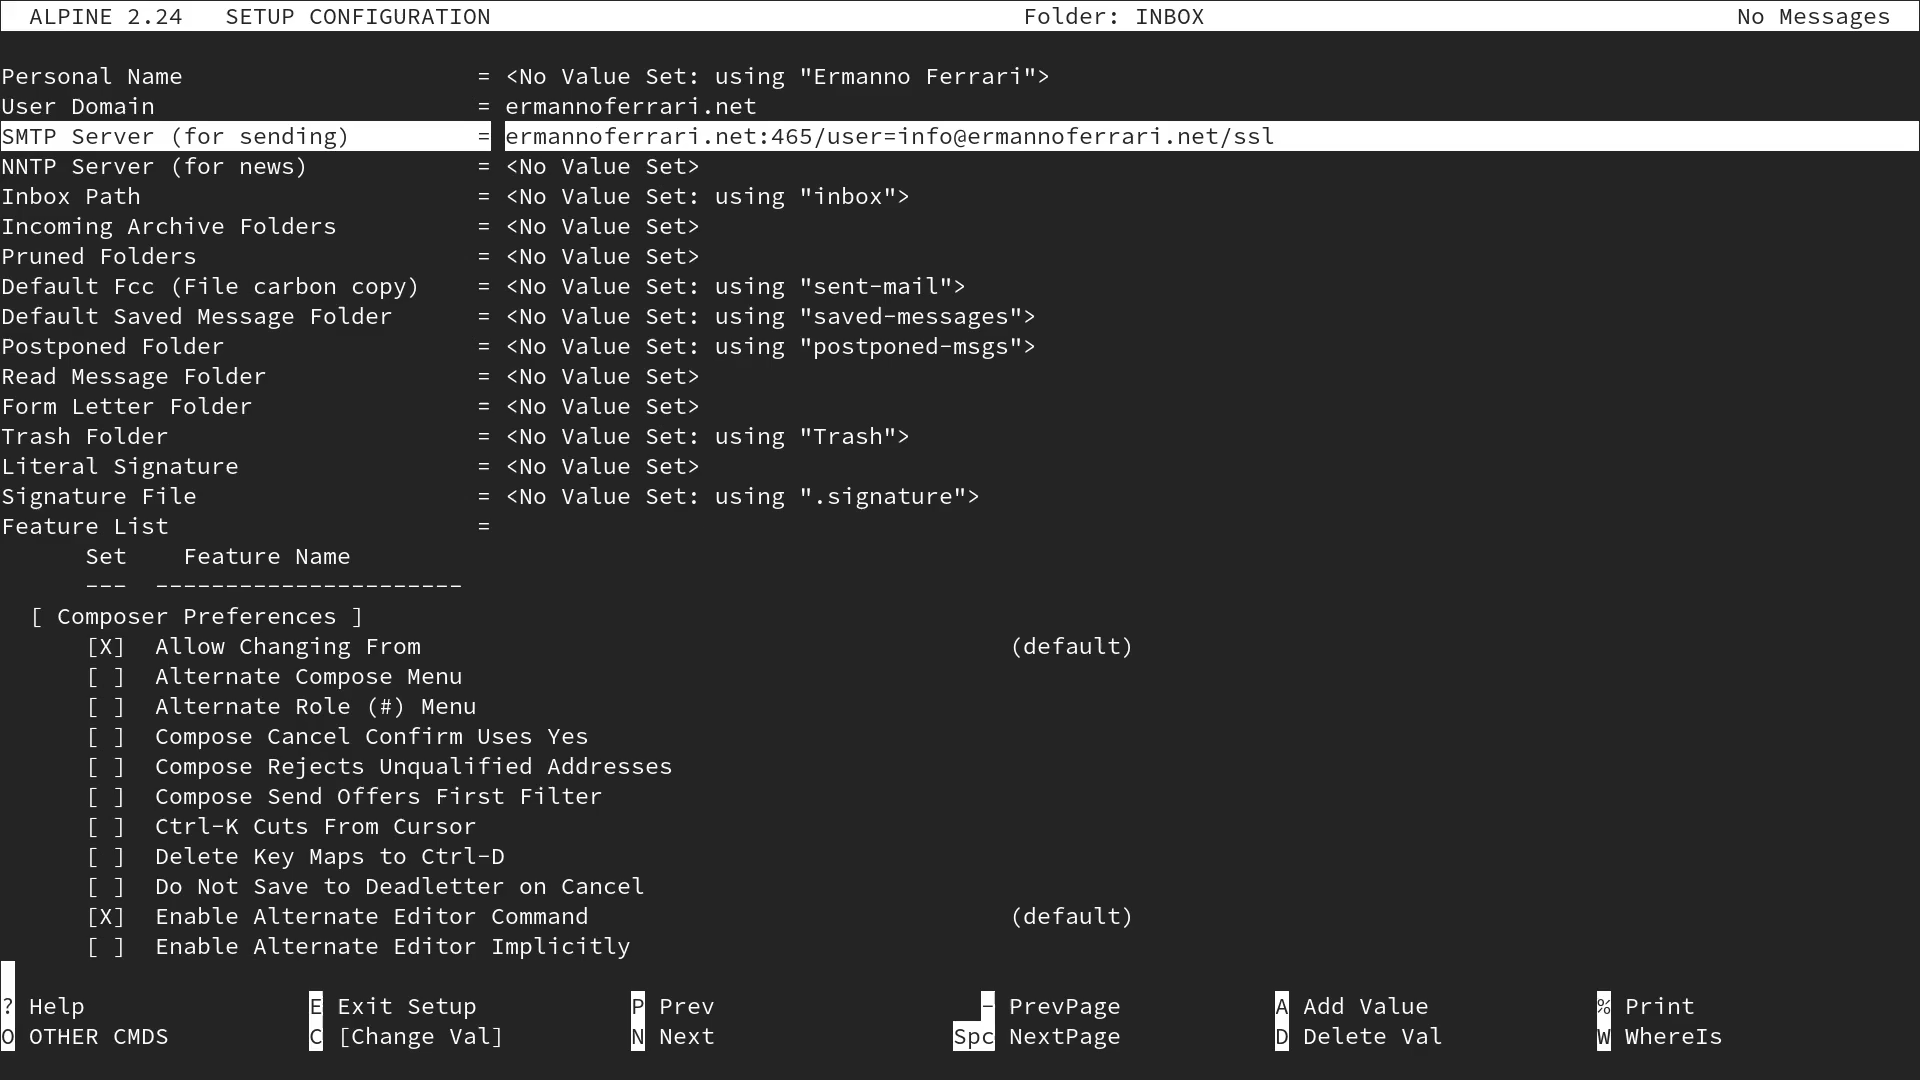 ALPINE 2.24   SETUP CONFIGURATION                                      Folder: INBOX                                      No Messages
Personal Name                     = <No Value Set: using "Ermanno Ferrari">
User Domain                       = ermannoferrari.net
SMTP Server (for sending)         = ermannoferrari.net:465/user=info@ermannoferrari.net/ssl
NNTP Server (for news)            = <No Value Set>
Inbox Path                        = <No Value Set: using "inbox">
Incoming Archive Folders          = <No Value Set>
Pruned Folders                    = <No Value Set>
Default Fcc (File carbon copy)    = <No Value Set: using "sent-mail">
Default Saved Message Folder      = <No Value Set: using "saved-messages">
Postponed Folder                  = <No Value Set: using "postponed-msgs">
Read Message Folder               = <No Value Set>
Form Letter Folder                = <No Value Set>
Trash Folder                      = <No Value Set: using "Trash">
Literal Signature                 = <No Value Set>
Signature File                    = <No Value Set: using ".signature">
Feature List                      =
      Set    Feature Name
      ---  ----------------------
  [ Composer Preferences ]
      [X]  Allow Changing From                                          (default)
      [ ]  Alternate Compose Menu
      [ ]  Alternate Role (#) Menu
      [ ]  Compose Cancel Confirm Uses Yes
      [ ]  Compose Rejects Unqualified Addresses
      [ ]  Compose Send Offers First Filter
      [ ]  Ctrl-K Cuts From Cursor
      [ ]  Delete Key Maps to Ctrl-D
      [ ]  Do Not Save to Deadletter on Cancel
      [X]  Enable Alternate Editor Command                              (default)
      [ ]  Enable Alternate Editor Implicitly
? Help                E Exit Setup           P Prev                   - PrevPage           A Add Value            % Print
O OTHER CMDS          C [Change Val]         N Next                 Spc NextPage           D Delete Val           W WhereIs